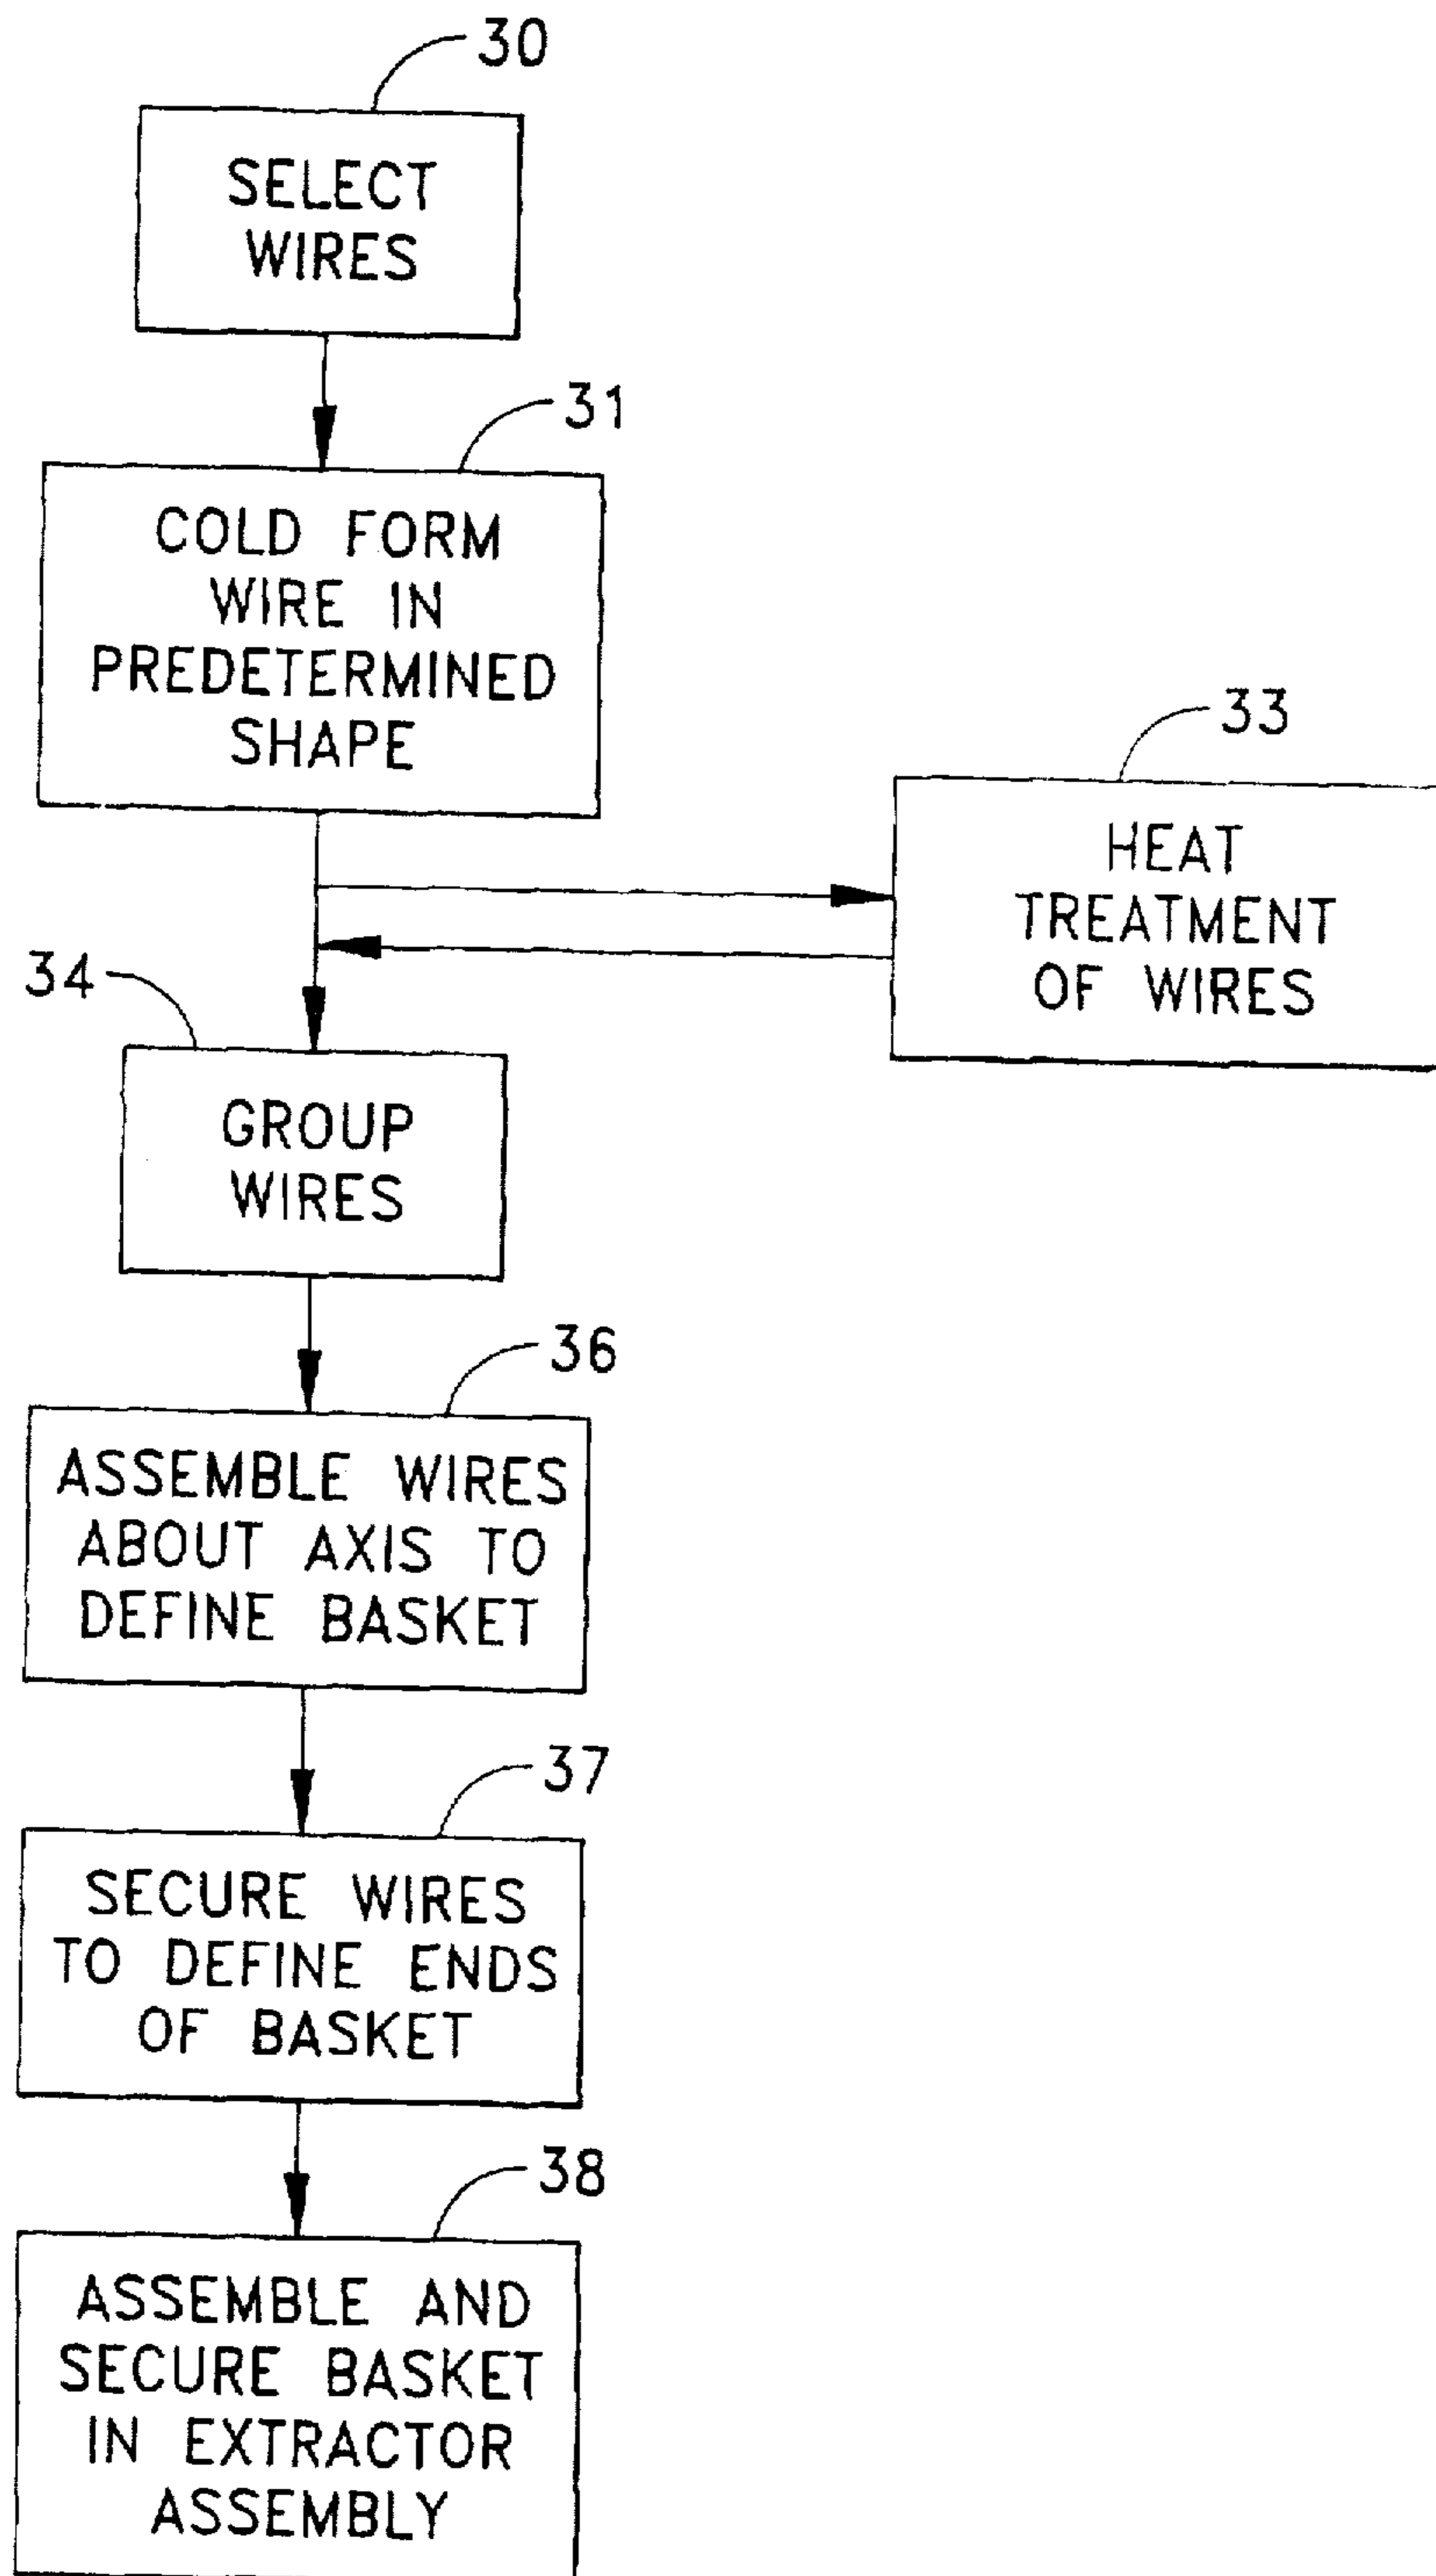 30
SELECT
WIRES
31
COLD FORM
WIRE IN
PREDETERMINED
SHAPE
33
HEAT
TREATMENT
OF WIRES
34
GROUP
WIRES
36
ASSEMBLE WIRES
ABOUT AXIS TO
DEFINE BASKET
37
SECURE WIRES
TO DEFINE ENDS
OF BASKET
38
ASSEMBLE AND
SECURE BASKET
IN EXTRACTOR
ASSEMBLY